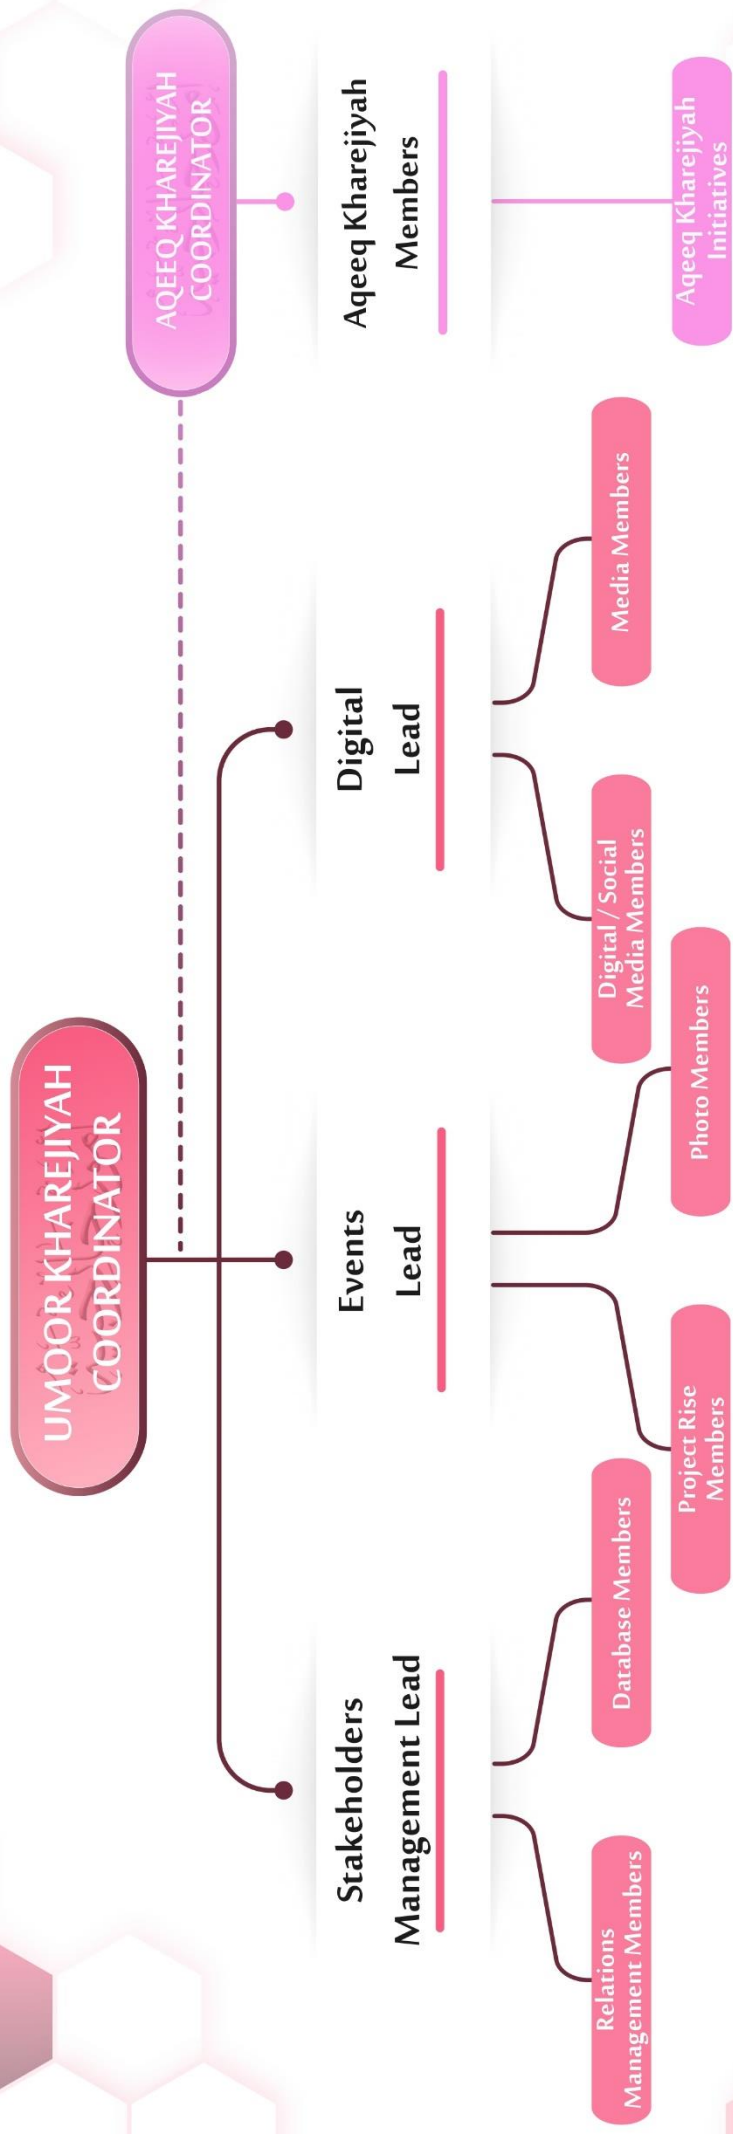 UMOOR KHAREJIYAH
COORDINATOR
AQEEQ KHAREJIYAH
COORDINATOR
Stakeholders
Management Lead
Events
Lead
Digital
Lead
Aqeeq Kharejiyah
Members
Relations
Management Members
Database Members
Project Rise
Members
Photo Members
Digital / Social
Media Members
Media Members
Aqeeq Kharejiyah
Initiatives